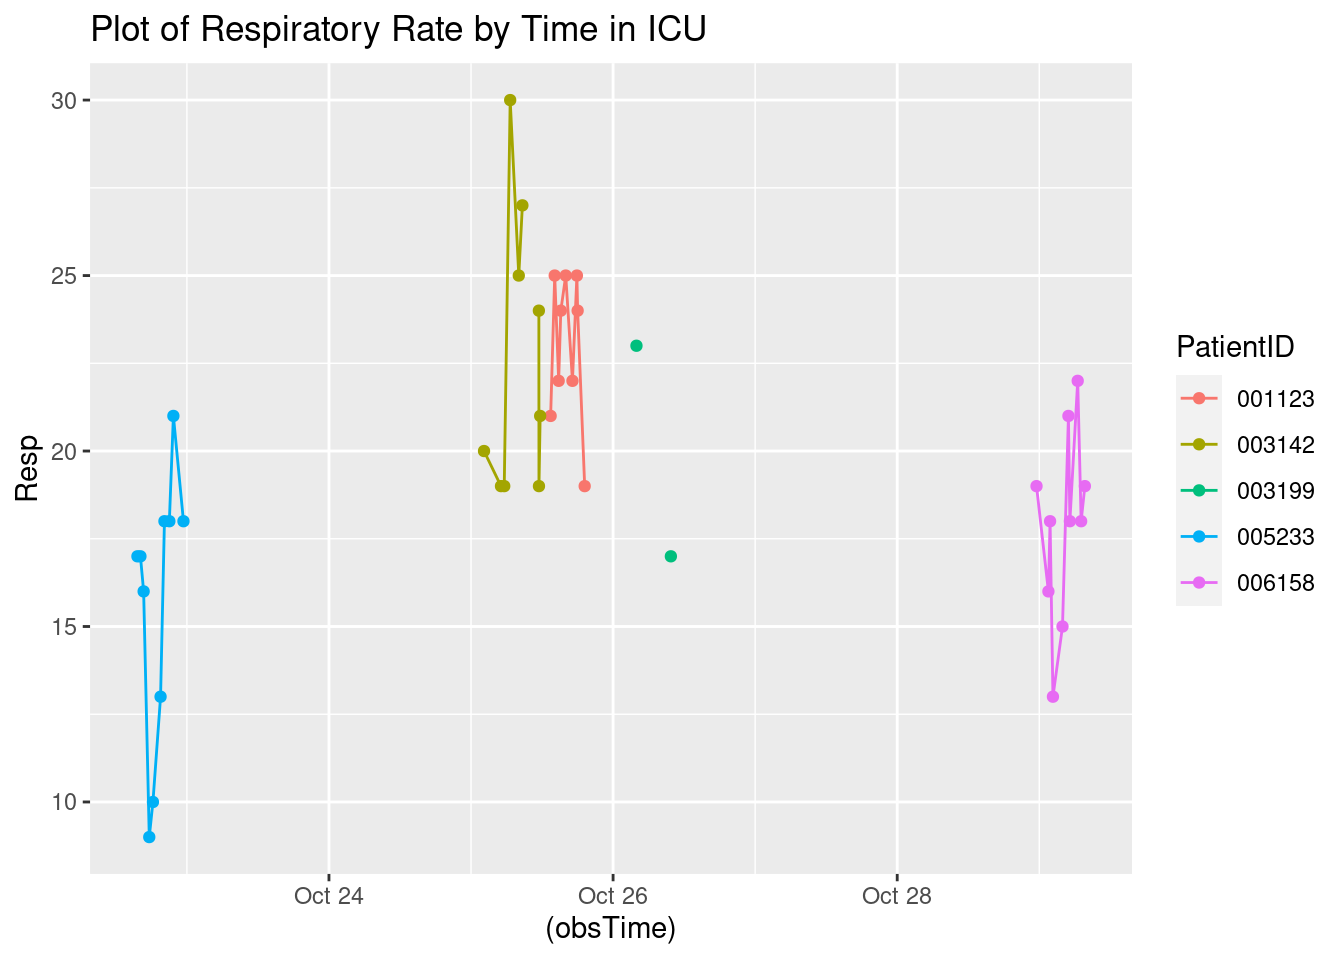 Plot of Respiratory Rate by Time in ICU
30
25
20
15
10
Resp
Oct 24
Oct 26
Oct 28
(obsTime)
PatientID
001123
003142
003199
005233
006158